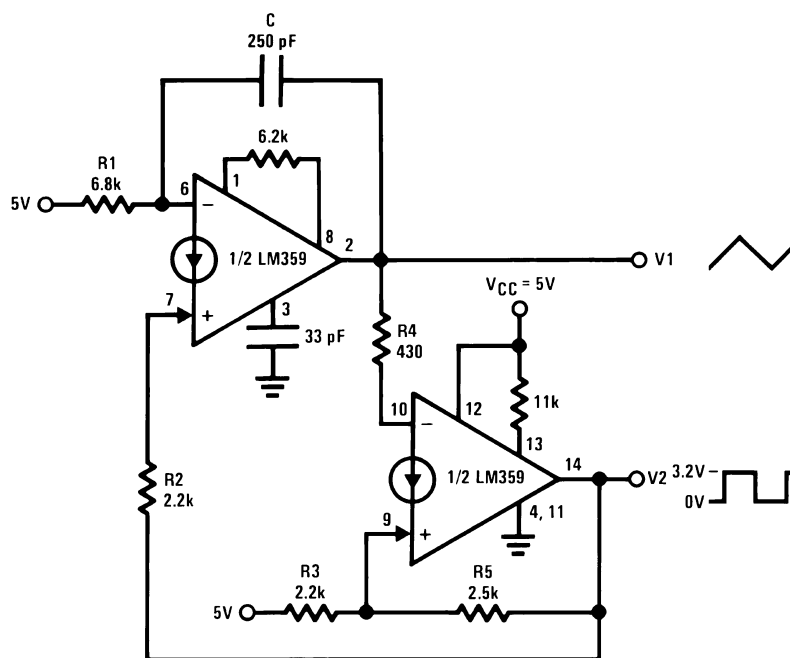 C
250 pF
6.2k
R1
6.8k
5V
6
1
−
8
2
1/2 LM359
V1
7
+
3
33 pF
VCC = 5V
R4
430
12
11k
10
−
13
R2
2.2k
1/2 LM359
14
V2
3.2V
0V
9
+
4, 11
R3
2.2k
R5
2.5k
5V